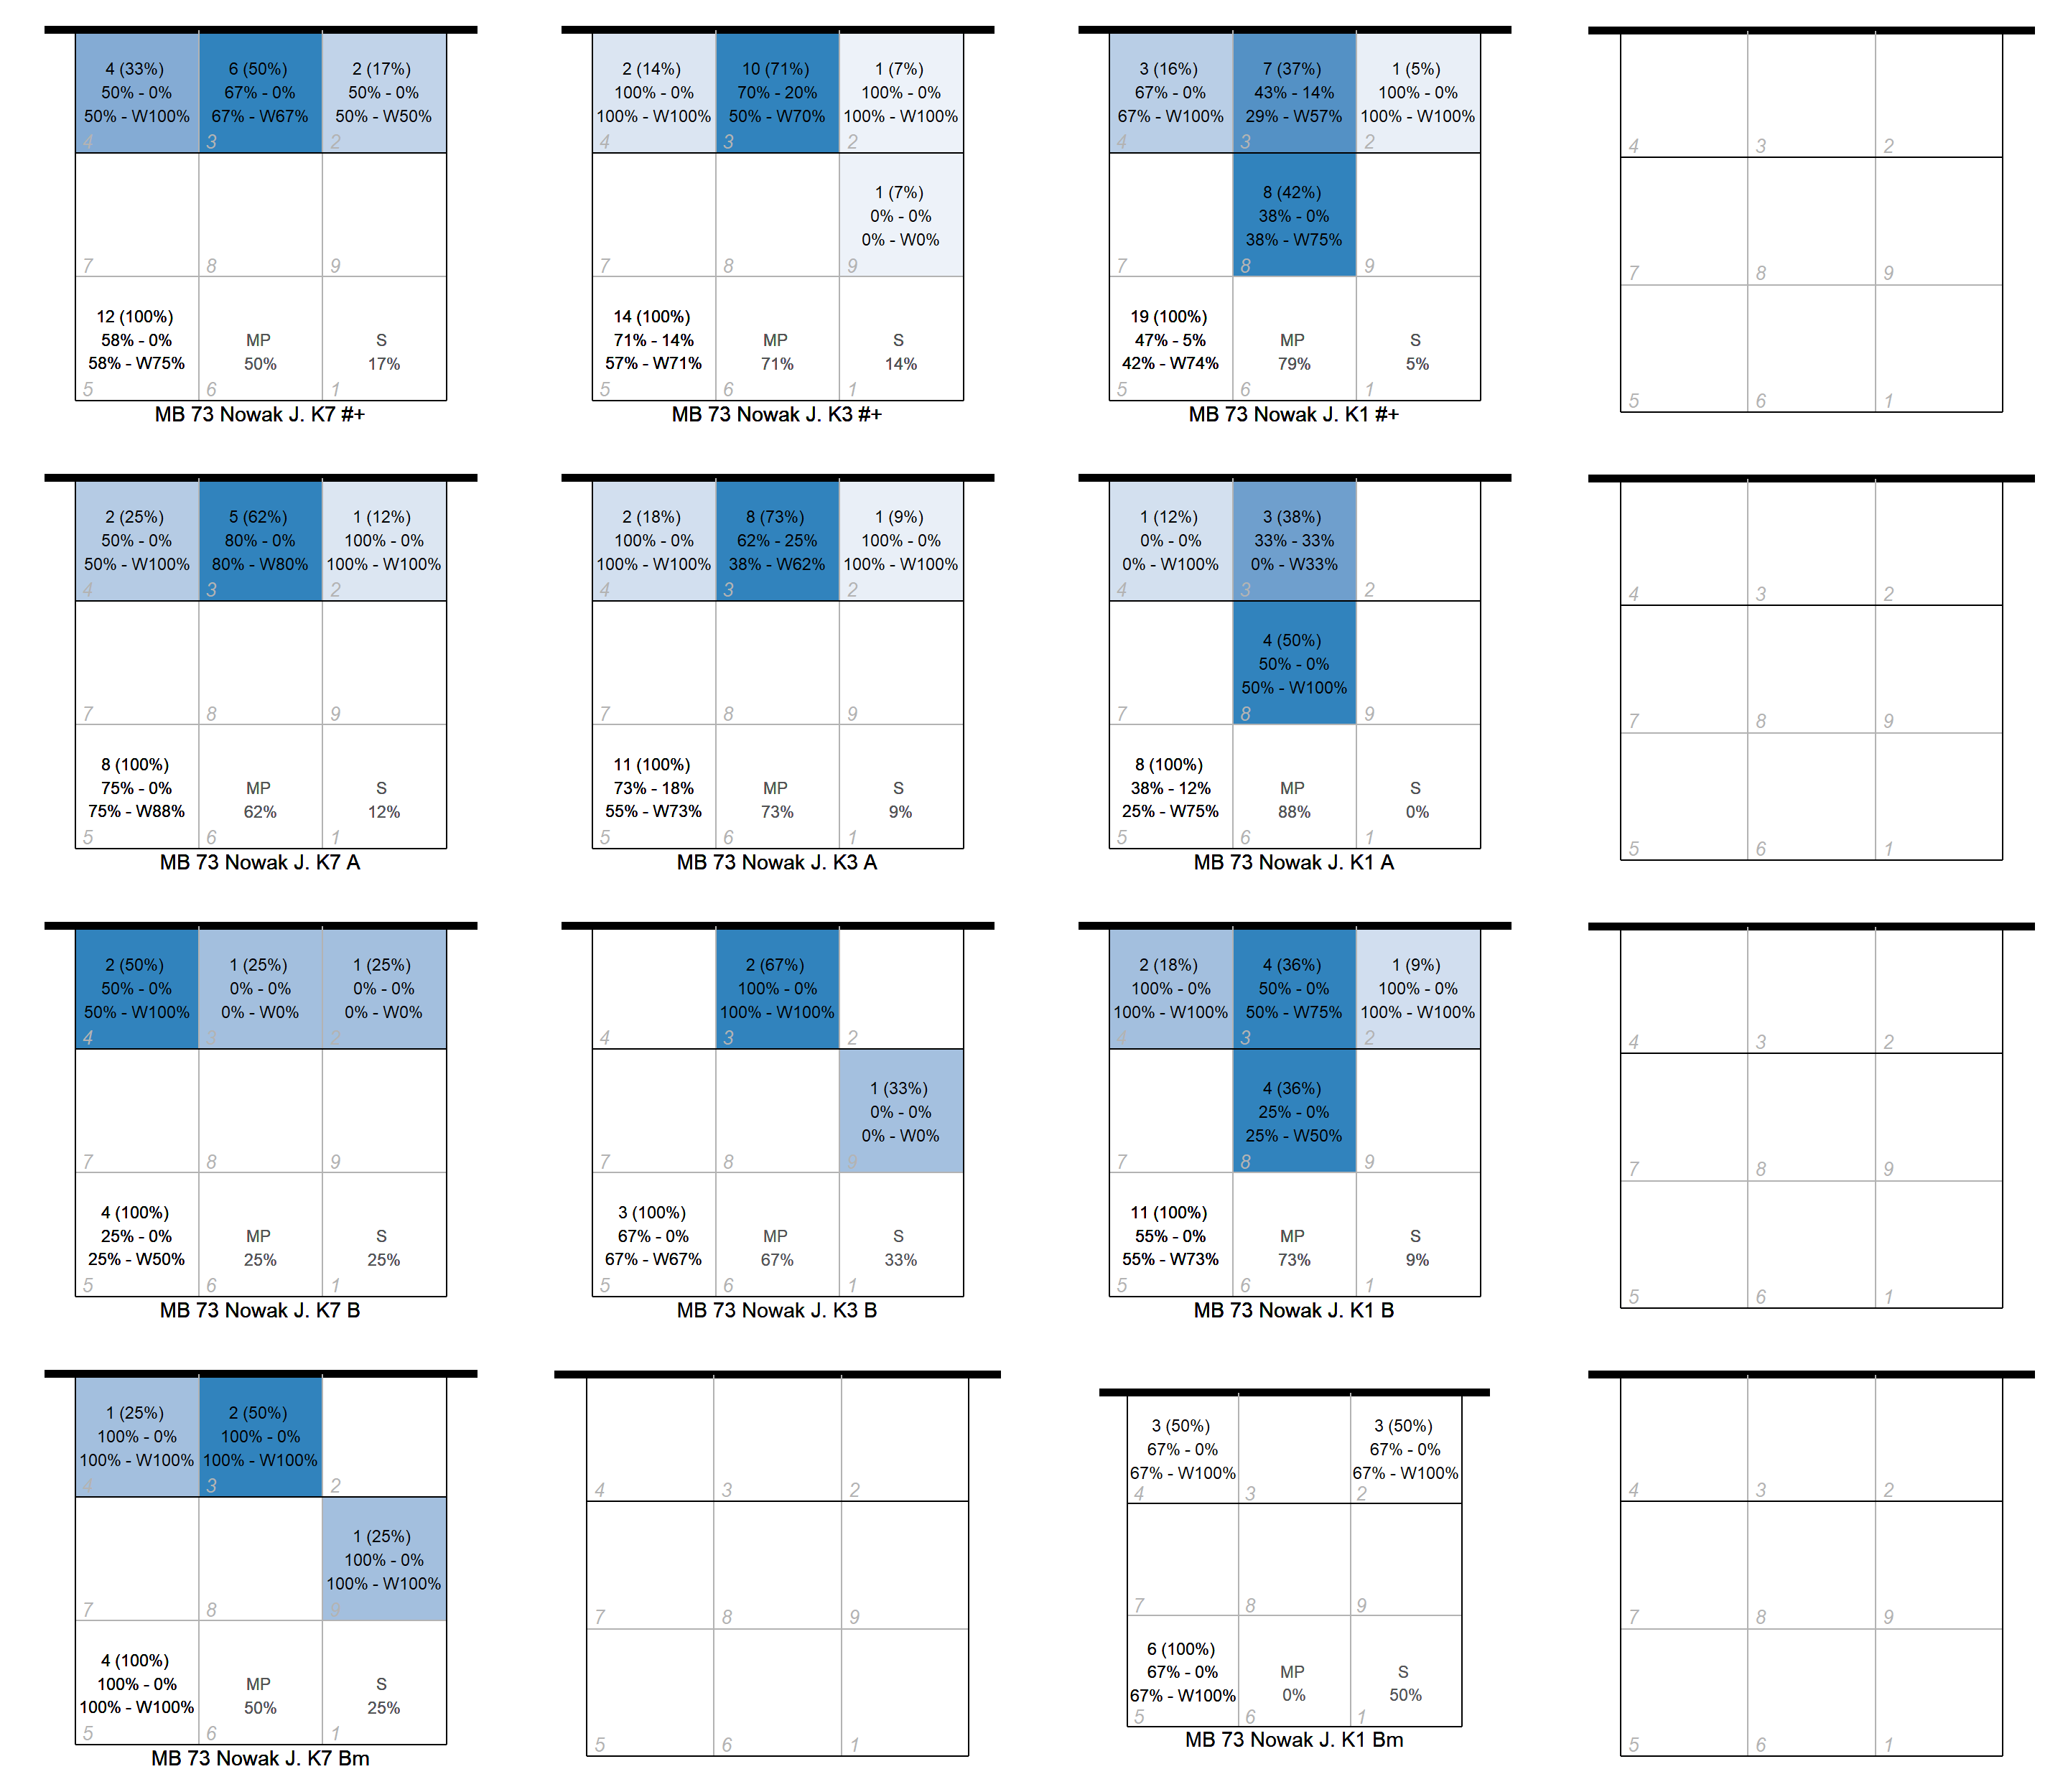 4 (33%) 6 (50%) 2 (17%)
50% - 0% 67% - 0% 50% - 0%
50% - W100% 67% - W67% 50% - W50%
4 3 2
7 8 9
12 (100%)
58% - 0% MP S
58% - W75% 50% 17%
5 6 1
MB 73 Nowak J. K7 #+
2 (14%) 10 (71%) 1 (7%)
100% - 0% 70% - 20% 100% - 0%
100% - W100% 50% - W70% 100% - W100%
4 3 2
1 (7%)
0% - 0%
0% - W0%
7 8 9
14 (100%)
71% - 14% MP S
57% - W71% 71% 14%
5 6 1
MB 73 Nowak J. K3 #+
3 (16%) 7 (37%) 1 (5%)
67% - 0% 43% - 14% 100% - 0%
67% - W100% 29% - W57% 100% - W100%
4 3 2
8 (42%)
38% - 0%
38% - W75%
7 8 9
19 (100%)
47% - 5% MP S
42% - W74% 79% 5%
5 6 1
MB 73 Nowak J. K1 #+
4 3 2
7 8 9
5 6 1
2 (25%) 5 (62%) 1 (12%)
50% - 0% 80% - 0% 100% - 0%
50% - W100% 80% - W80% 100% - W100%
4 3 2
7 8 9
8 (100%)
75% - 0% MP S
75% - W88% 62% 12%
5 6 1
MB 73 Nowak J. K7 A
2 (18%) 8 (73%) 1 (9%)
100% - 0% 62% - 25% 100% - 0%
100% - W100% 38% - W62% 100% - W100%
4 3 2
7 8 9
11 (100%)
73% - 18% MP S
55% - W73% 73% 9%
5 6 1
MB 73 Nowak J. K3 A
1 (12%) 3 (38%)
0% - 0% 33% - 33%
0% - W100% 0% - W33%
4 3 2
4 (50%)
50% - 0%
50% - W100%
7 8 9
8 (100%)
38% - 12% MP S
25% - W75% 88% 0%
5 6 1
MB 73 Nowak J. K1 A
4 3 2
7 8 9
5 6 1
2 (50%) 1 (25%) 1 (25%)
50% - 0% 0% - 0% 0% - 0%
50% - W100% 0% - W0% 0% - W0%
4 3 2
7 8 9
4 (100%)
25% - 0% MP S
25% - W50% 25% 25%
5 6 1
MB 73 Nowak J. K7 B
2 (67%)
100% - 0%
100% - W100%
4 3 2
1 (33%)
0% - 0%
0% - W0%
7 8 9
3 (100%)
67% - 0% MP S
67% - W67% 67% 33%
5 6 1
MB 73 Nowak J. K3 B
2 (18%) 4 (36%) 1 (9%)
100% - 0% 50% - 0% 100% - 0%
100% - W100% 50% - W75% 100% - W100%
4 3 2
4 (36%)
25% - 0%
25% - W50%
7 8 9
11 (100%)
55% - 0% MP S
55% - W73% 73% 9%
5 6 1
MB 73 Nowak J. K1 B
4 3 2
7 8 9
5 6 1
1 (25%) 2 (50%)
100% - 0% 100% - 0%
100% - W100% 100% - W100%
4 3 2
1 (25%)
100% - 0%
100% - W100%
7 8 9
4 (100%)
100% - 0% MP S
100% - W100% 50% 25%
5 6 1
MB 73 Nowak J. K7 Bm
4 3 2
7 8 9
5 6 1
3 (50%) 3 (50%)
67% - 0% 67% - 0%
67% - W100% 67% - W100%
4 3 2
7 8 9
6 (100%)
67% - 0% MP S
67% - W100% 0% 50%
5 6 1
MB 73 Nowak J. K1 Bm
4 3 2
7 8 9
5 6 1